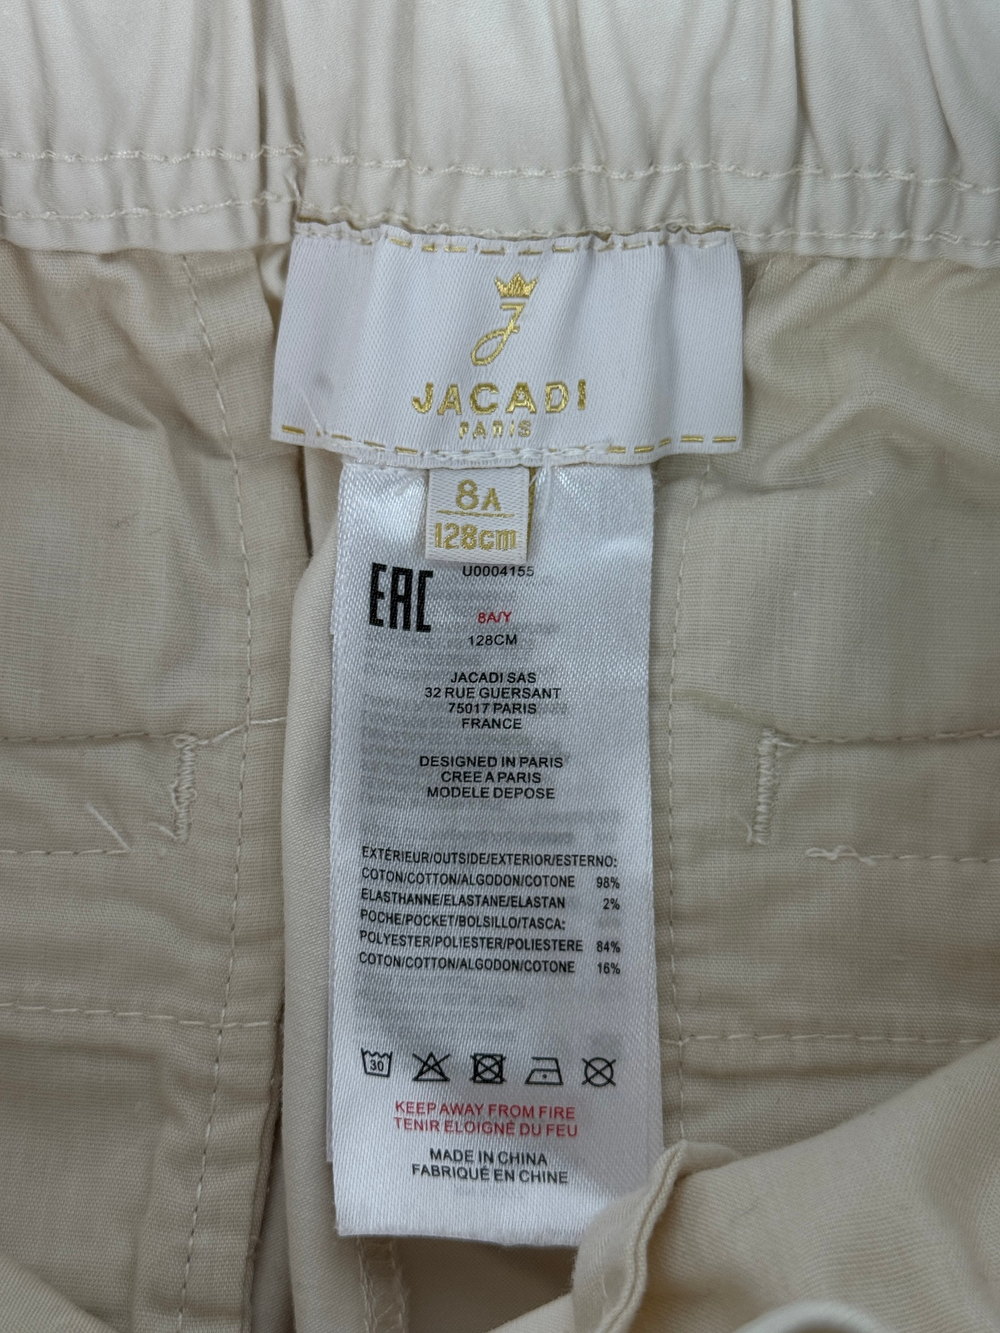 J
JACADI
PARIS
8A
128cm
U0004155
EAC
8A/Y
128CM
JACADI SAS
32 RUE GUERSANT
75017 PARIS
FRANCE
DESIGNED IN PARIS
CREE A PARIS
MODELE DEPOSE
EXTÉRIEUR/OUTSIDE/EXTERIOR/ESTERNO:
COTON/COTTON/ALGODON/COTONE 98%
ELASTHANNE/ELASTANE/ELASTAN 2%
POCHE/POCKET/BOLSILLO/TASCA:
POLYESTER/POLIESTER/POLIESTERE 84%
COTON/COTTON/ALGODON/COTONE 16%
30
KEEP AWAY FROM FIRE
TENIR ELOIGNÉ DU FEU
MADE IN CHINA
FABRIQUÉ EN CHINE